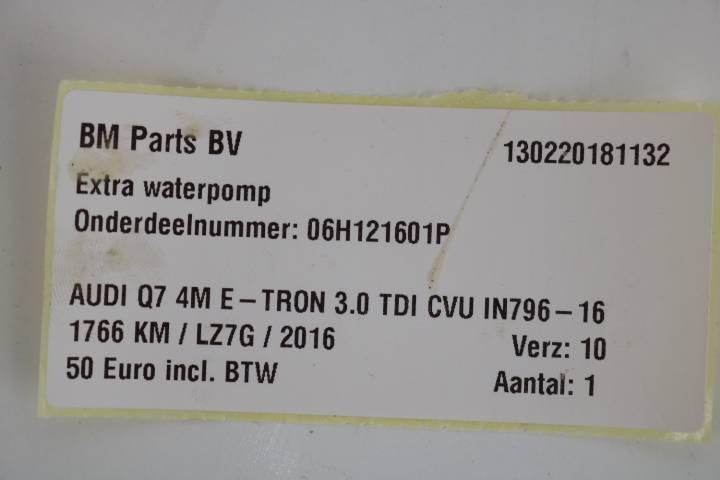 BM Parts BV 130220181132
Extra waterpomp
Onderdeelnummer: 06H121601P
AUDI Q7 4M E-TRON 3.0 TDI CVU IN796-16
1766 KM / LZ7G / 2016 Verz: 10
50 Euro incl. BTW Aantal: 1